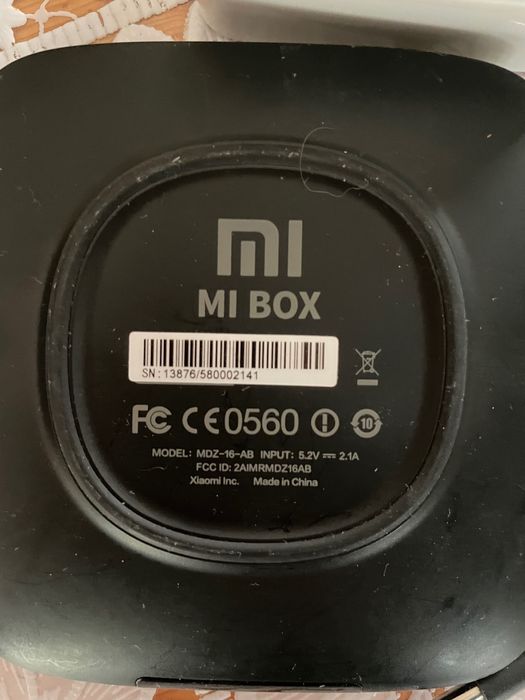 MI
MI BOX
SN: 13876/580002141
FC CE0560 10
MODEL: MDZ-16-AB INPUT: 5.2V⎓2.1A
FCC ID: 2AIMRMDZ16AB
Xiaomi Inc. Made in China